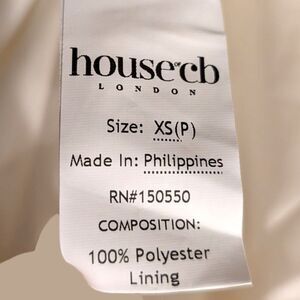 house of cb
LONDON
Size: XS(P)
Made In: Philippines
RN#150550
COMPOSITION:
100% Polyester
Lining